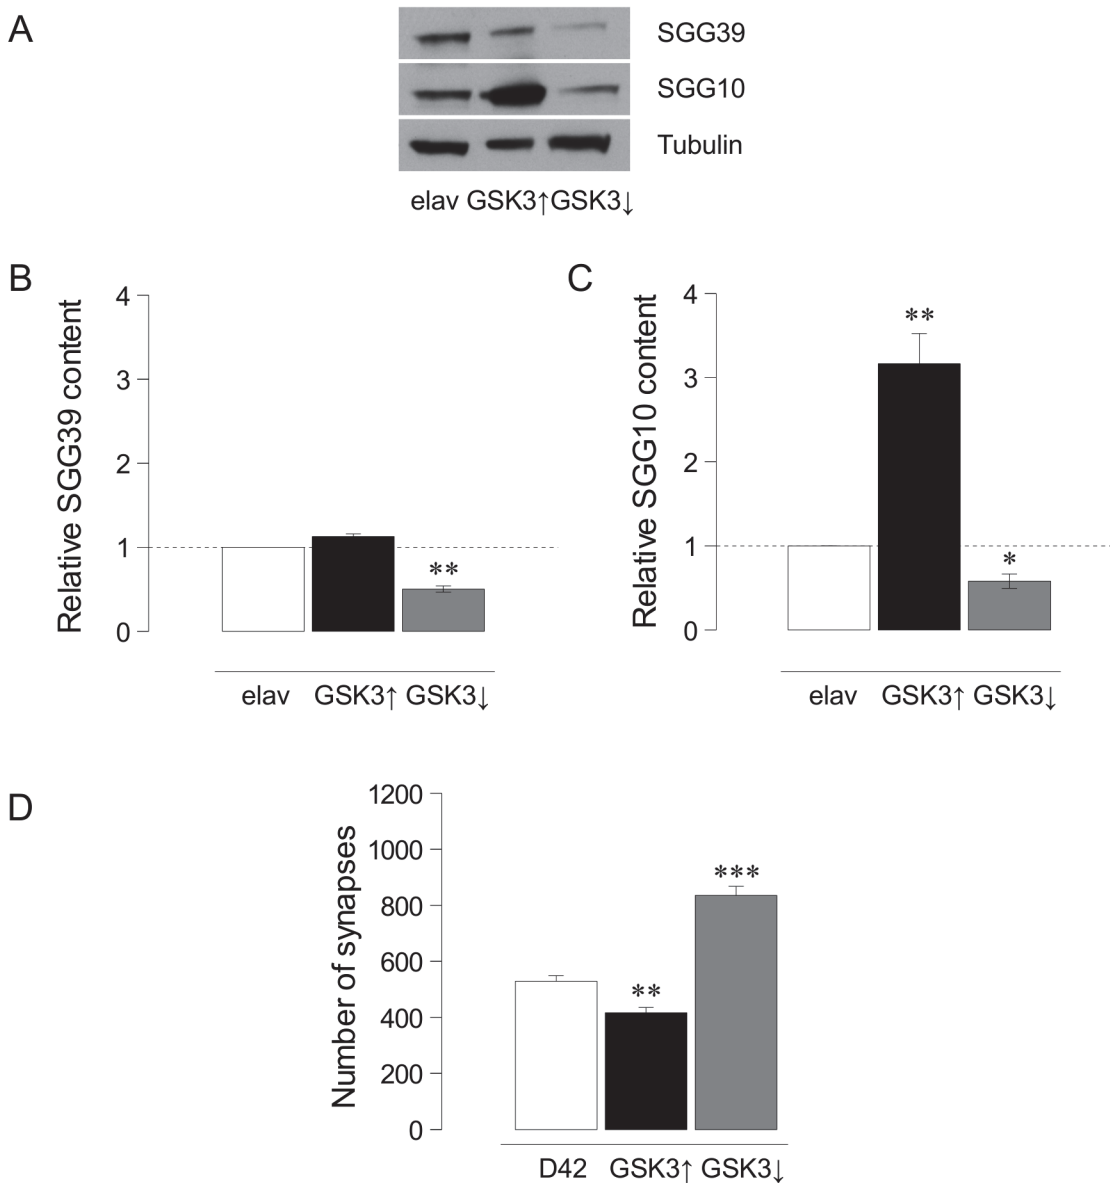 A
SGG39
SGG10
Tubulin
elav GSK3↑GSK3↓
B
Relative SGG39 content
4
3
2
1
0
**
elav GSK3↑ GSK3↓
C
Relative SGG10 content
4
3
2
1
0
**
*
elav GSK3↑ GSK3↓
D
Number of synapses
1200
1000
800
600
400
200
0
**
***
D42 GSK3↑ GSK3↓